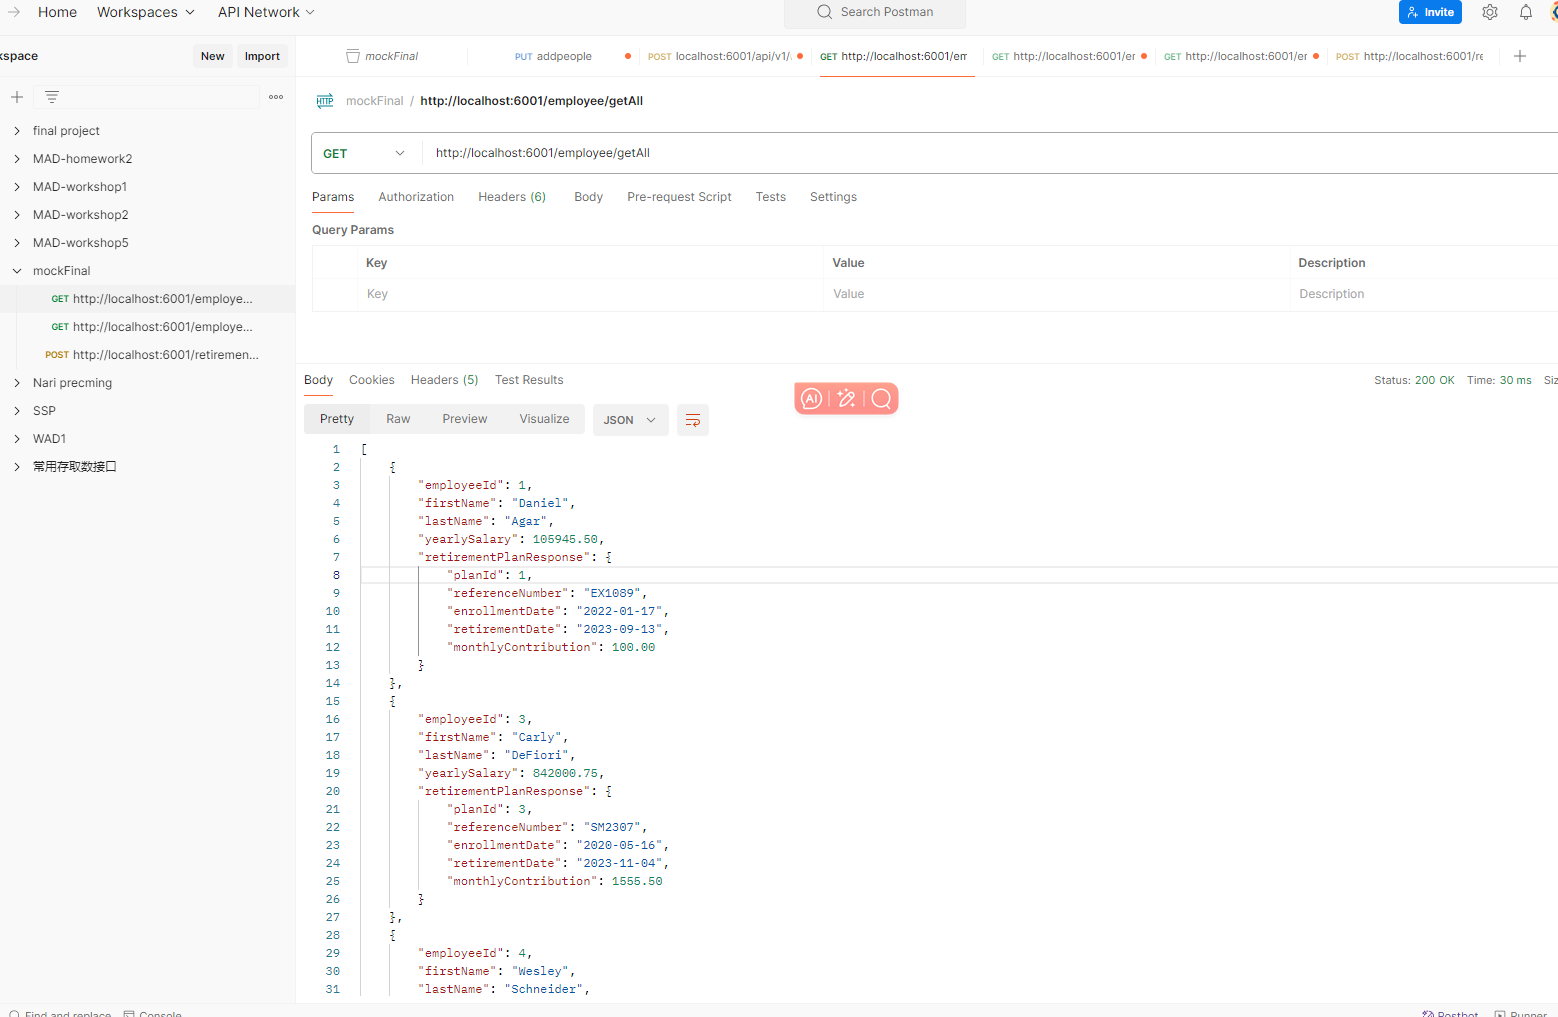 Home Workspaces API Network Search Postman Invite
New Import mockFinal PUT addpeople POST localhost:6001/api/v1/ GET http://localhost:6001/em GET http://localhost:6001/er GET http://localhost:6001/er POST http://localhost:6001/re
HTTP mockFinal / http://localhost:6001/employee/getAll
final project
MAD-homework2
MAD-workshop1
MAD-workshop2
MAD-workshop5
mockFinal
GET http://localhost:6001/employe...
GET http://localhost:6001/employe...
POST http://localhost:6001/retiremen...
Nari precming
SSP
WAD1
常用存取数接口
GET http://localhost:6001/employee/getAll
Params Authorization Headers (6) Body Pre-request Script Tests Settings
Query Params
Key Value Description
Key Value Description
Body Cookies Headers (5) Test Results Status: 200 OK Time: 30 ms Siz
AI
Pretty Raw Preview Visualize JSON
1 [
2 {
3 "employeeId": 1,
4 "firstName": "Daniel",
5 "lastName": "Agar",
6 "yearlySalary": 105945.50,
7 "retirementPlanResponse": {
8 "planId": 1,
9 "referenceNumber": "EX1089",
10 "enrollmentDate": "2022-01-17",
11 "retirementDate": "2023-09-13",
12 "monthlyContribution": 100.00
13 }
14 },
15 {
16 "employeeId": 3,
17 "firstName": "Carly",
18 "lastName": "DeFiori",
19 "yearlySalary": 842000.75,
20 "retirementPlanResponse": {
21 "planId": 3,
22 "referenceNumber": "SM2307",
23 "enrollmentDate": "2020-05-16",
24 "retirementDate": "2023-11-04",
25 "monthlyContribution": 1555.50
26 }
27 },
28 {
29 "employeeId": 4,
30 "firstName": "Wesley",
31 "lastName": "Schneider",
Find and replace Console Postbot Runner